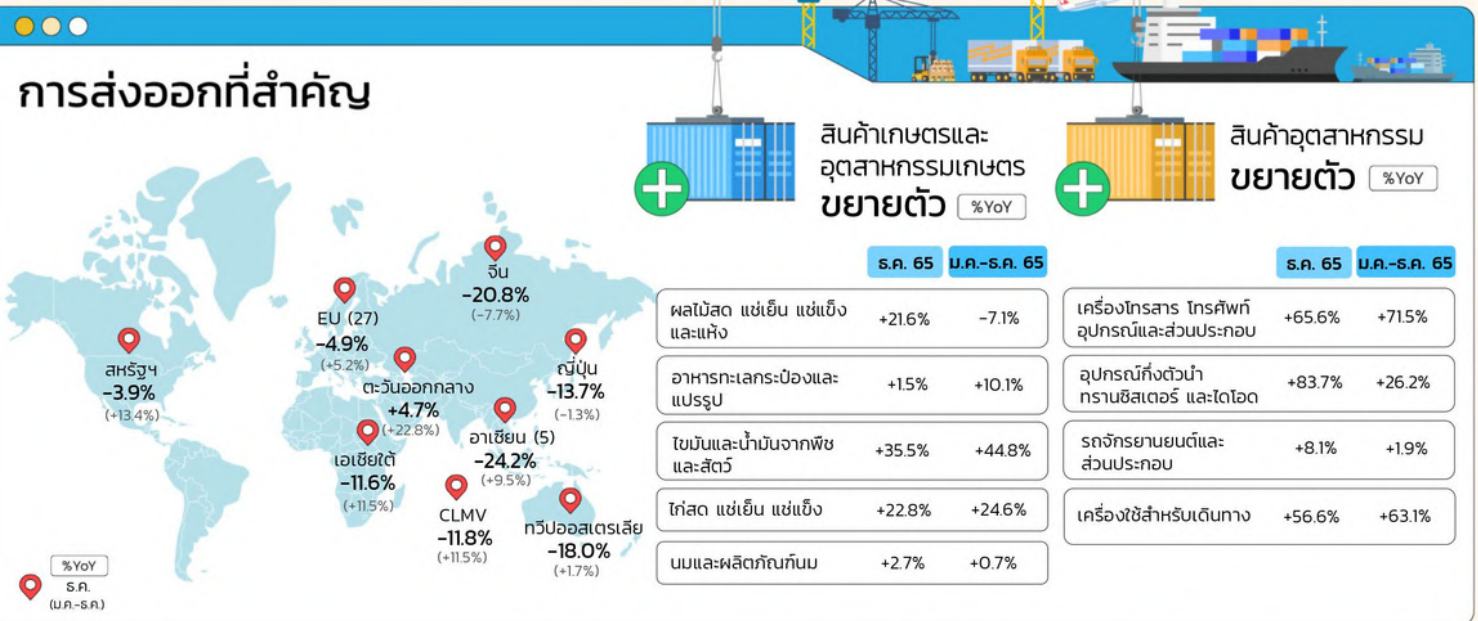 การส่งออกที่สำคัญ
จีน
-20.8%
(-7.7%)
EU (27)
-4.9%
(+5.2%)
สหรัฐฯ
-3.9%
(+13.4%)
ตะวันออกกลาง
+4.7%
(+22.8%)
ญี่ปุ่น
-13.7%
(-1.3%)
อาเซียน (5)
-24.2%
(+9.5%)
เอเชียใต้
-11.6%
(+11.5%)
CLMV
-11.8%
(+11.5%)
ทวีปออสเตรเลีย
-18.0%
(+1.7%)
%YoY
ธ.ค.
(ม.ค.-ธ.ค.)
สินค้าเกษตรและ
อุตสาหกรรมเกษตร
ขยายตัว %YoY
ธ.ค. 65 ม.ค.-ธ.ค. 65
ผลไม้สด แช่เย็น แช่แข็ง
และแห้ง
+21.6% -7.1%
อาหารทะเลกระป๋องและ
แปรรูป
+1.5% +10.1%
ไขมันและน้ำมันจากพืช
และสัตว์
+35.5% +44.8%
ไก่สด แช่เย็น แช่แข็ง +22.8% +24.6%
นมและผลิตภัณฑ์นม +2.7% +0.7%
สินค้าอุตสาหกรรม
ขยายตัว %YoY
ธ.ค. 65 ม.ค.-ธ.ค. 65
เครื่องโทรสาร โทรศัพท์
อุปกรณ์และส่วนประกอบ
+65.6% +71.5%
อุปกรณ์กึ่งตัวนำ
ทรานซิสเตอร์ และไดโอด
+83.7% +26.2%
รถจักรยานยนต์และ
ส่วนประกอบ
+8.1% +1.9%
เครื่องใช้สำหรับเดินทาง +56.6% +63.1%